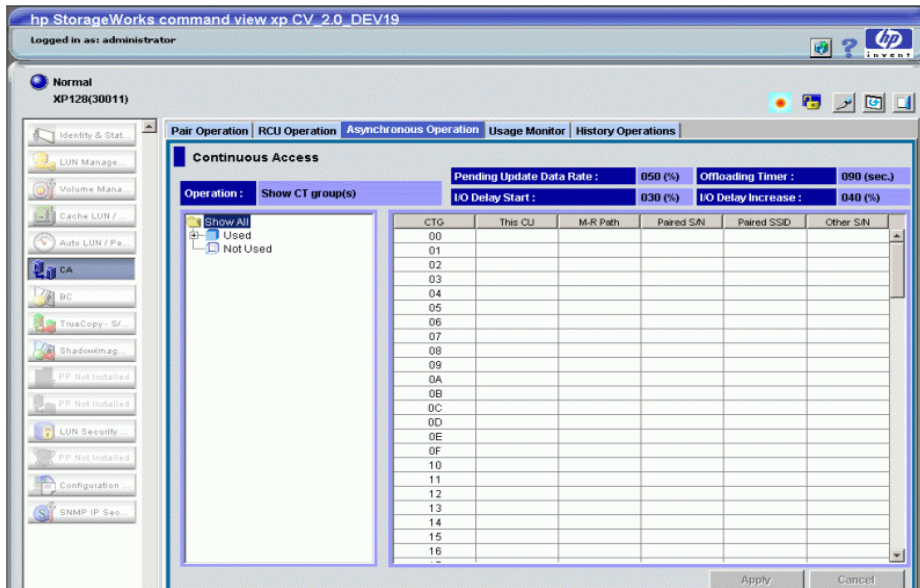 hp StorageWorks command view xp CV_2.0_DEV19
Logged in as: administrator
hp
invent
Normal
XP128(30011)
Identity & Stat...
LUN Manage...
Volume Mana...
Cache LUN / ...
Auto LUN / Pe...
CA
BC
TrueCopy - S/...
ShadowImag...
PP Not Installed
PP Not Installed
LUN Security ...
PP Not Installed
Configuration ...
SNMP IP Sec...
Pair Operation RCU Operation Asynchronous Operation Usage Monitor History Operations
Continuous Access
Pending Update Data Rate : 050 (%) Offloading Timer : 090 (sec.)
Operation : Show CT group(s) I/O Delay Start : 030 (%) I/O Delay Increase : 040 (%)
Show All
Used
Not Used
CTG This CU M-R Path Paired S/N Paired SSID Other S/N
00
01
02
03
04
05
06
07
08
09
0A
0B
0C
0D
0E
0F
10
11
12
13
14
15
16
Apply Cancel